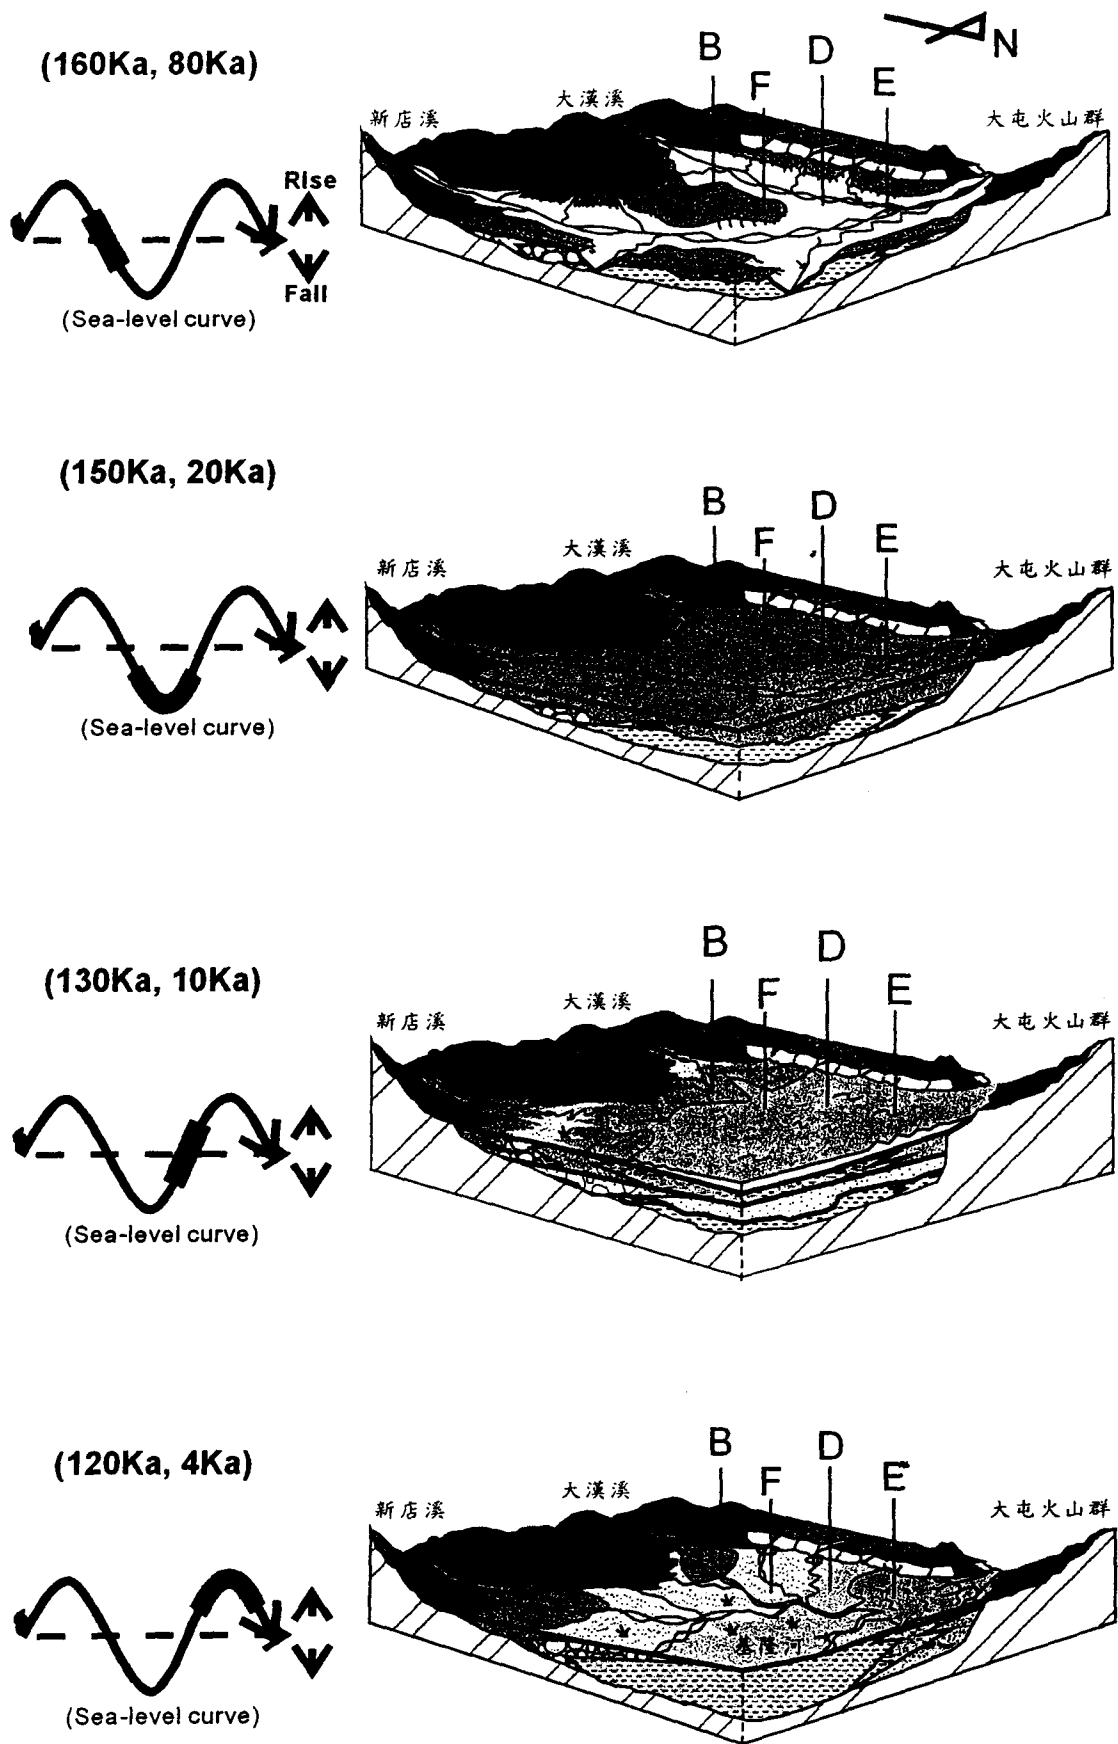 N
(160Ka, 80Ka)
B
D
F
E
新店溪
大漢溪
大屯火山群
Rise
Fall
(Sea-level curve)
(150Ka, 20Ka)
B
D
F
E
新店溪
大漢溪
大屯火山群
(Sea-level curve)
(130Ka, 10Ka)
B
D
F
E
新店溪
大漢溪
大屯火山群
(Sea-level curve)
(120Ka, 4Ka)
B
D
F
E
新店溪
大漢溪
大屯火山群
基隆河
(Sea-level curve)